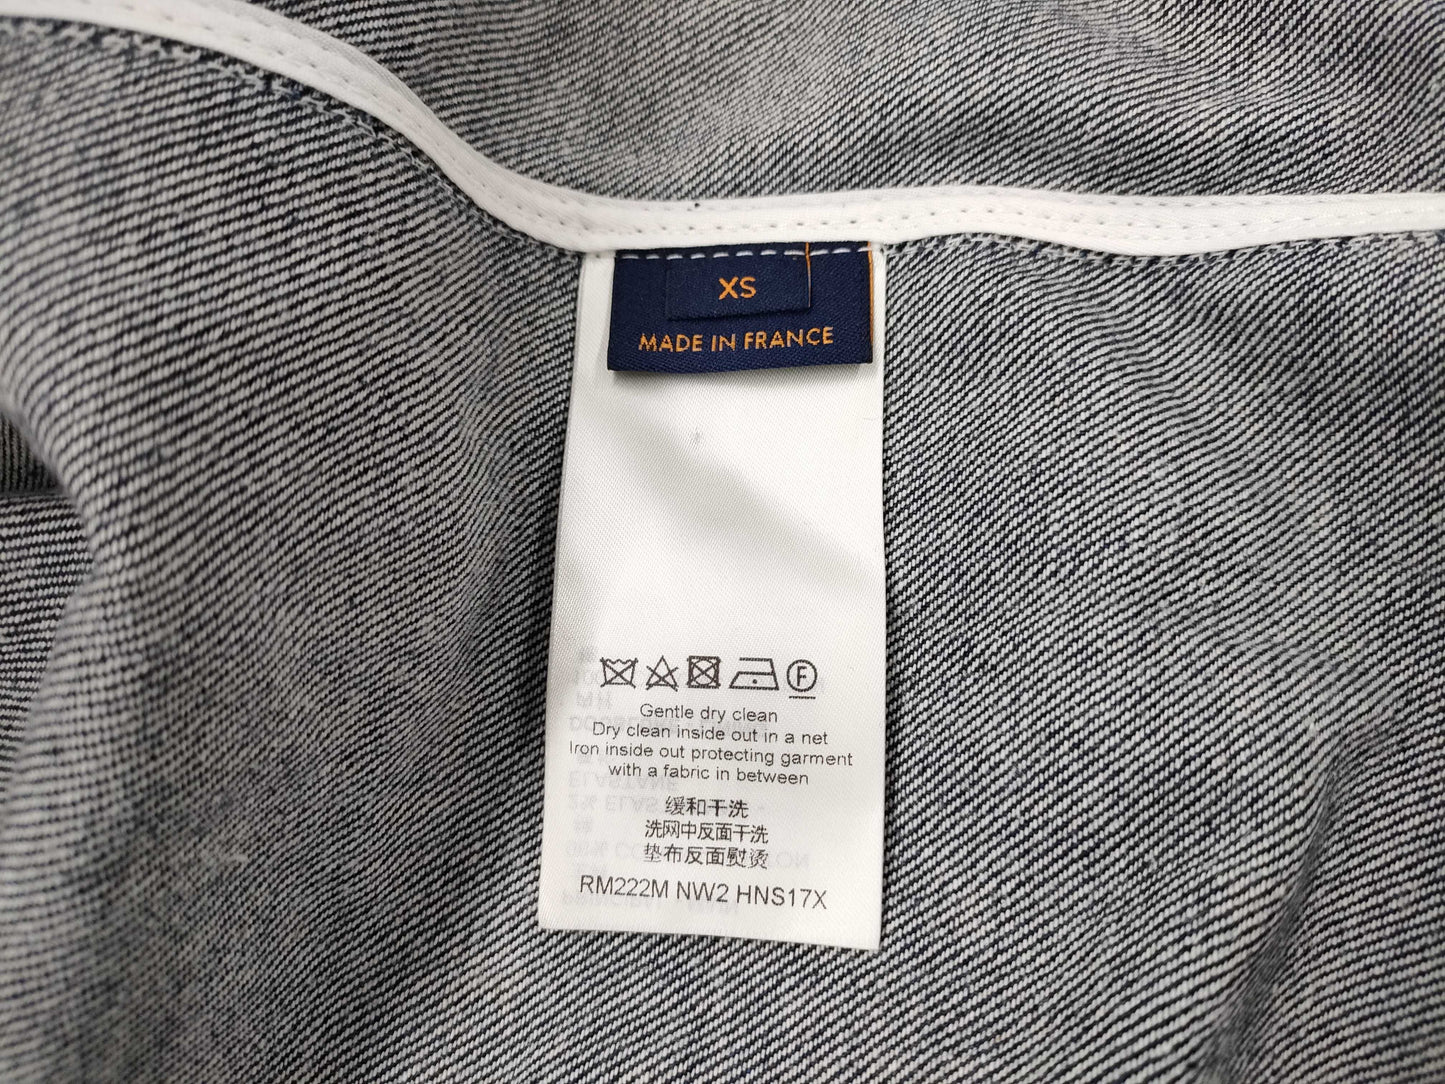 XS
MADE IN FRANCE
F
Gentle dry clean
Dry clean inside out in a net
Iron inside out protecting garment
with a fabric in between
缓和干洗
洗网中反面干洗
垫布反面熨烫
RM222M NW2 HNS17X